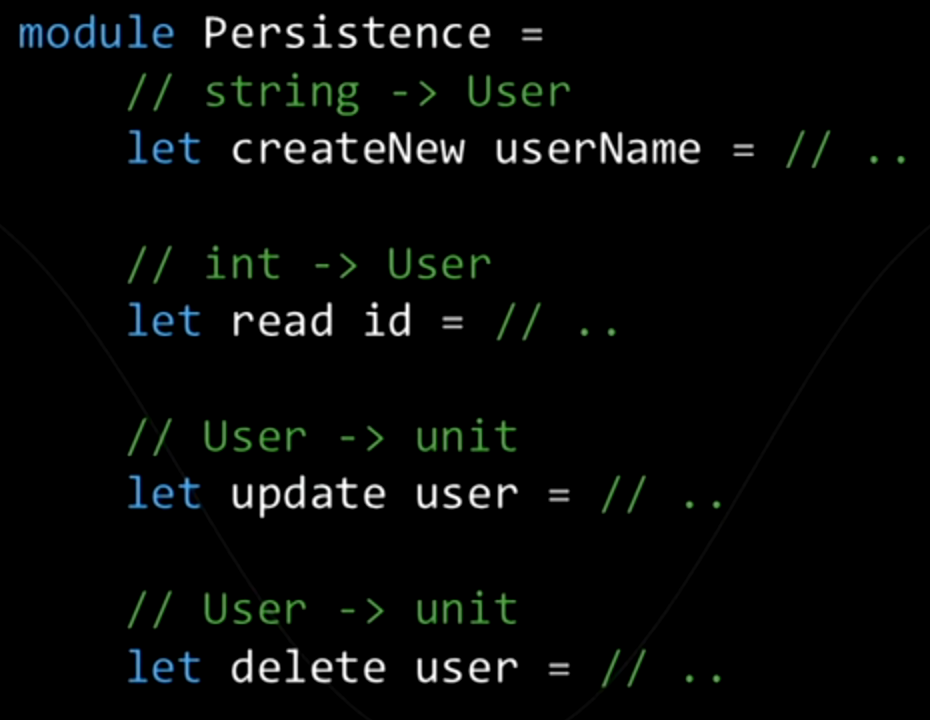 module Persistence =
    // string -> User
    let createNew userName = // ..

    // int -> User
    let read id = // ..

    // User -> unit
    let update user = // ..

    // User -> unit
    let delete user = // ..